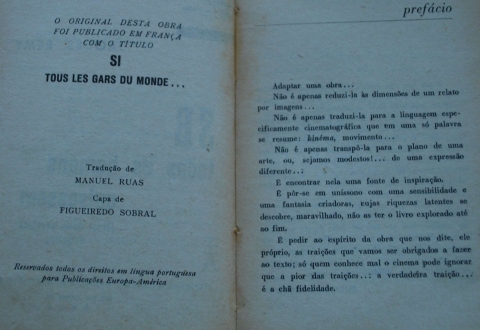 O ORIGINAL DESTA OBRA
FOI PUBLICADO EM FRANÇA
COM O TÍTULO
SI
TOUS LES GARS DU MONDE...
Tradução de
MANUEL RUAS
Capa de
FIGUEIREDO SOBRAL
Reservados todos os direitos em língua portuguesa
para Publicações Europa-América
prefácio
Adaptar uma obra...
Não é apenas reduzi-la às dimensões de um relato
por imagens...
Não é apenas traduzi-la para a linguagem espe-
cificamente cinematográfica que em uma só palavra
se resume: kinéma, movimento...
Não é apenas transpô-la para o plano de uma
arte, ou, sejamos modestos!... de uma expressão
diferente...
É encontrar nela uma fonte de inspiração.
É pôr-se em uníssono com uma sensibilidade e
uma fantasia criadoras, cujas riquezas latentes se
descobre, maravilhado, não as ter o livro explorado até
ao fim.
É pedir ao espírito da obra que nos dite, ele
próprio, as traições que vamos ser obrigados a fazer
ao texto; só quem conhece mal o cinema pode ignorar
que a pior das traições...: a verdadeira traição...
é a chã fidelidade.